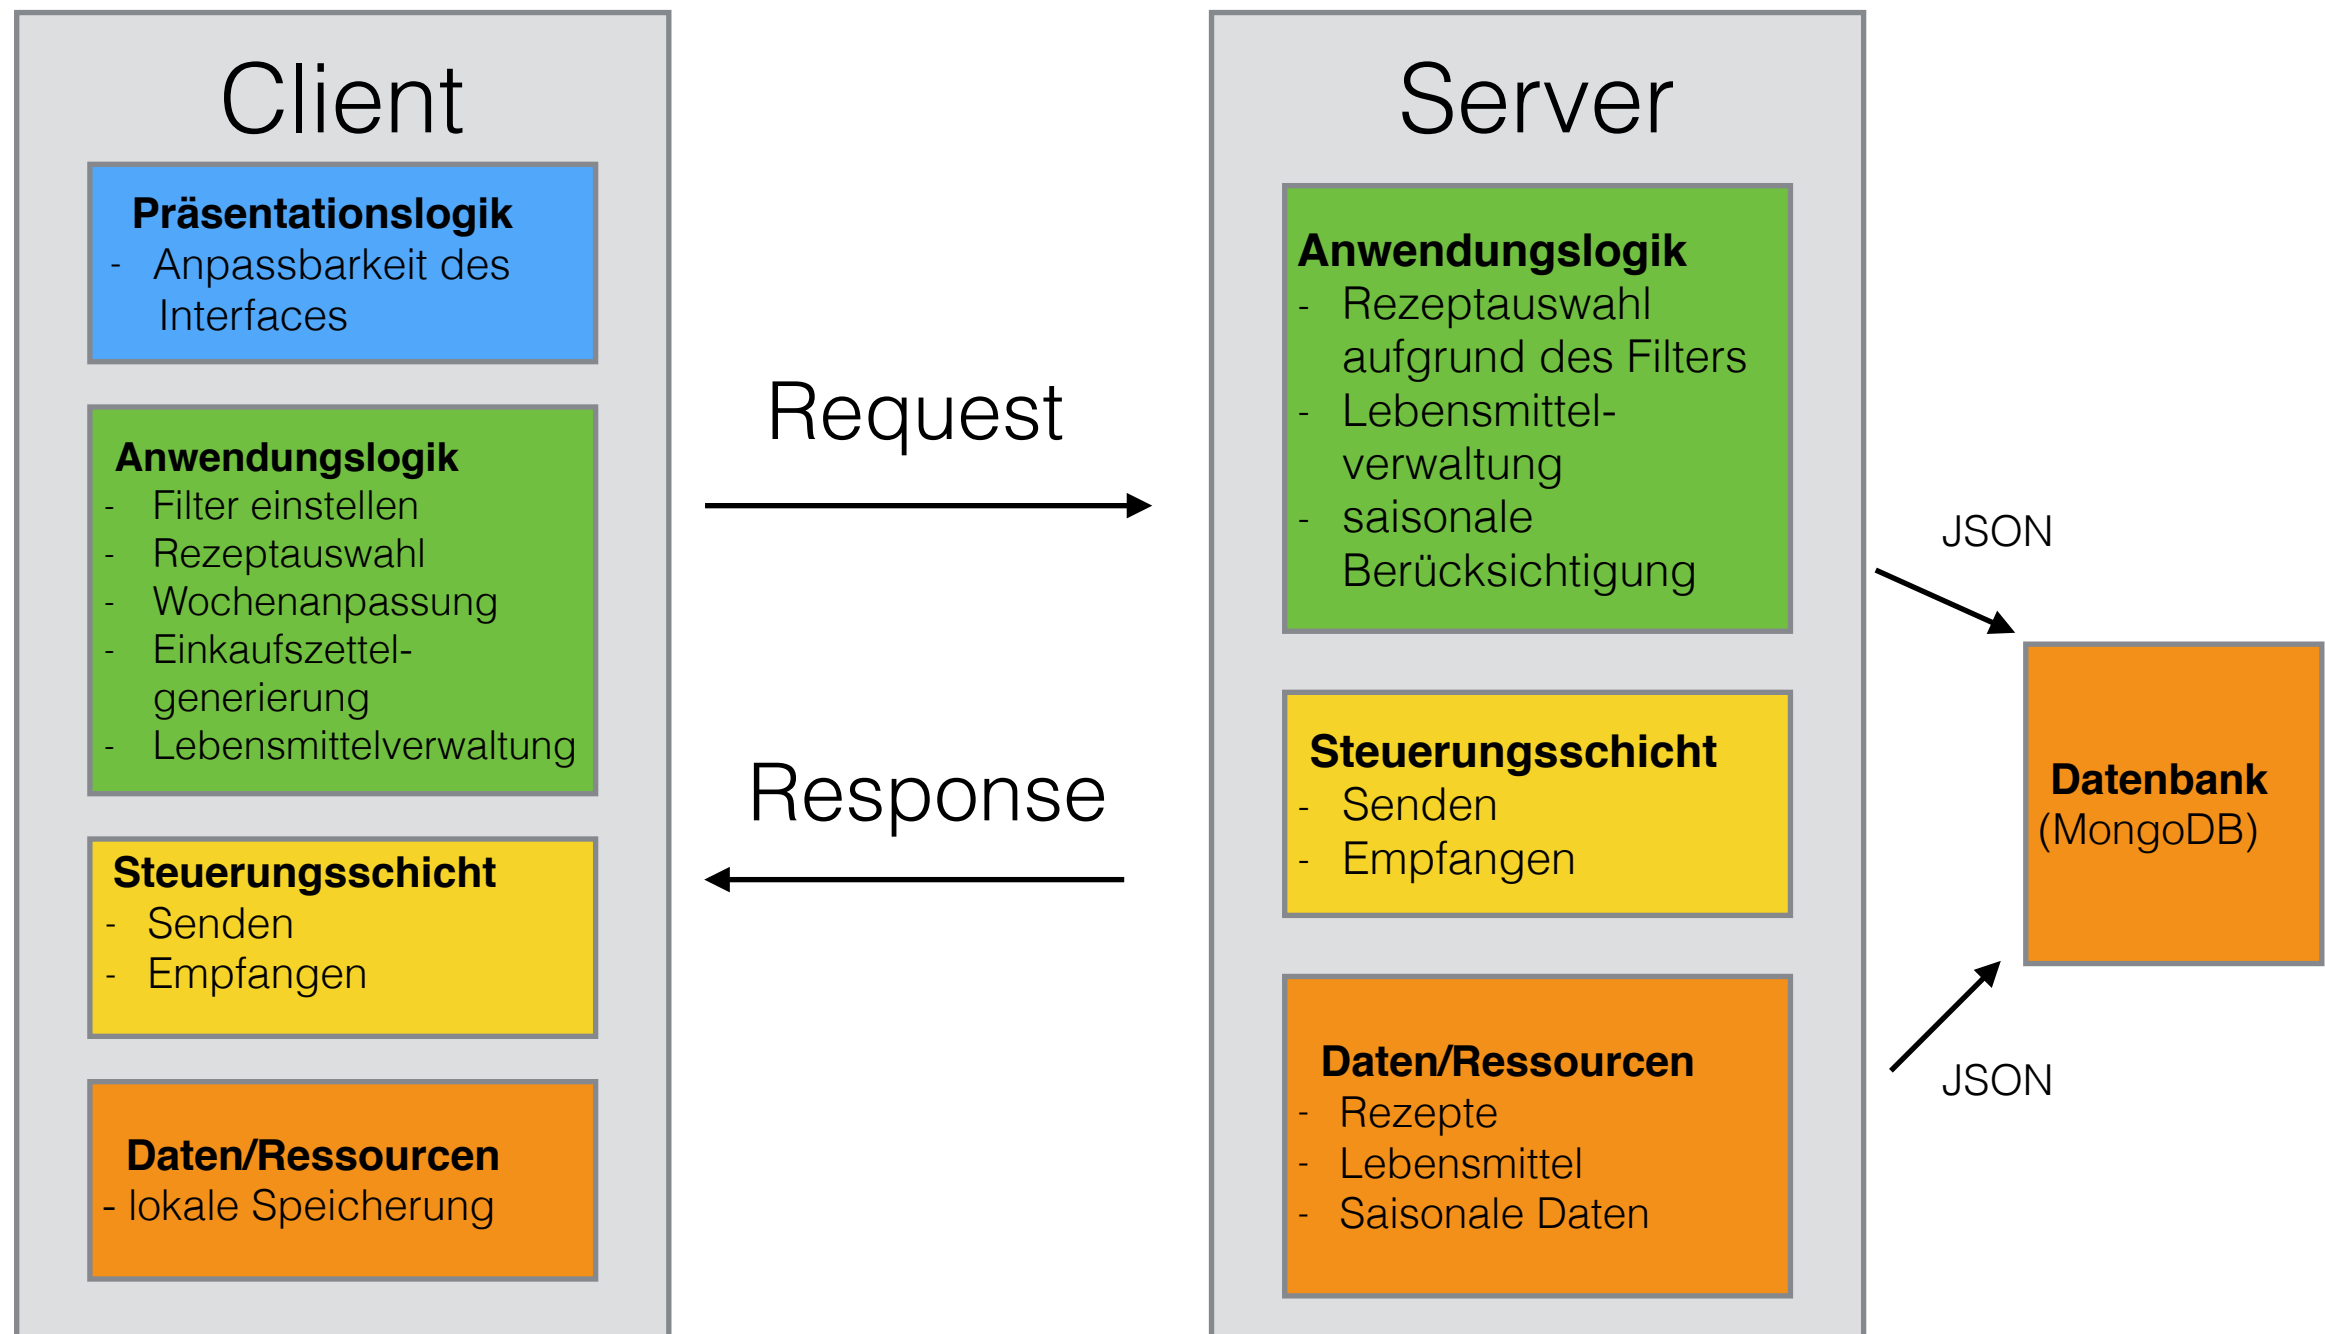 Client
Präsentationslogik
- Anpassbarkeit des
Interfaces
Anwendungslogik
- Filter einstellen
- Rezeptauswahl
- Wochenanpassung
- Einkaufszettel-
generierung
- Lebensmittelverwaltung
Steuerungsschicht
- Senden
- Empfangen
Daten/Ressourcen
- lokale Speicherung
Request
Response
Server
Anwendungslogik
- Rezeptauswahl
aufgrund des Filters
- Lebensmittel-
verwaltung
- saisonale
Berücksichtigung
Steuerungsschicht
- Senden
- Empfangen
Daten/Ressourcen
- Rezepte
- Lebensmittel
- Saisonale Daten
JSON
Datenbank
(MongoDB)
JSON